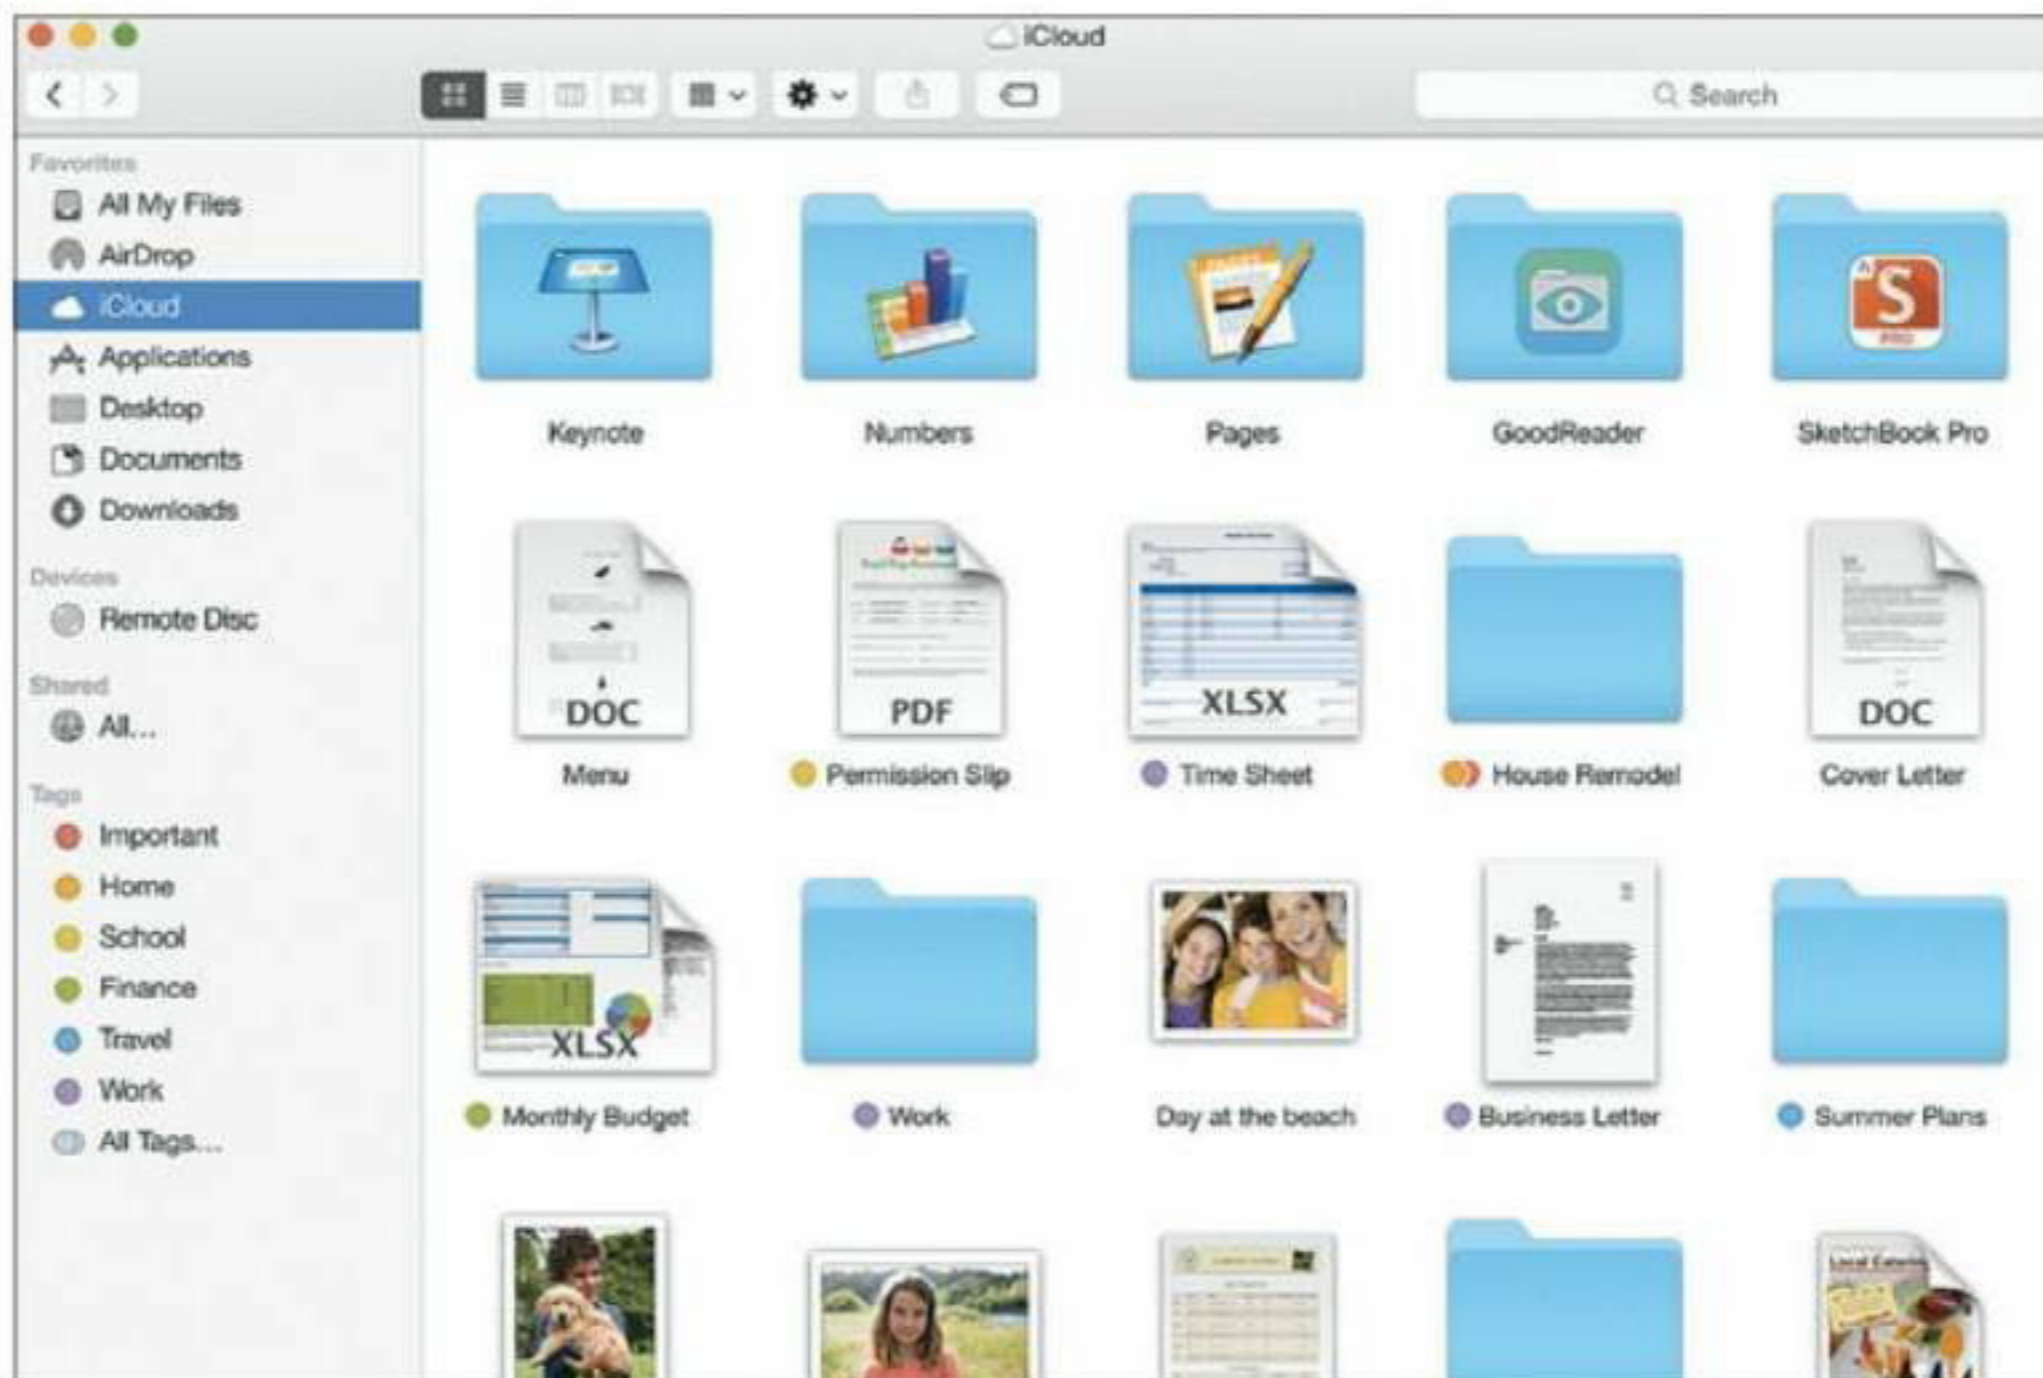 iCloud
Search
Favorites
All My Files
AirDrop
iCloud
Applications
Desktop
Documents
Downloads
Devices
Remote Disc
Shared
All...
Tags
Important
Home
School
Finance
Travel
Work
All Tags...
PAGES
S
PRO
Keynote
Numbers
Pages
GoodReader
SketchBook Pro
DOC
PDF
XLSX
DOC
Menu
Permission Slip
Time Sheet
House Remodel
Cover Letter
XLSX
Monthly Budget
Work
Day at the beach
Business Letter
Summer Plans
Local